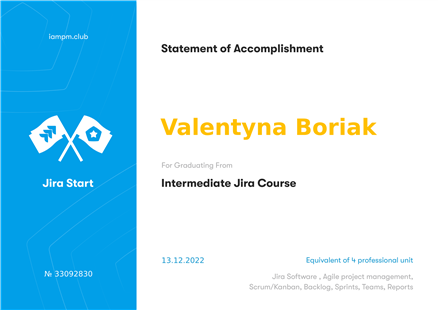 iampm.club
Statement of Accomplishment
Valentyna Boriak
For Graduating From
Jira Start
Intermediate Jira Course
13.12.2022
Equivalent of 4 professional unit
№ 33092830
Jira Software , Agile project management,
Scrum/Kanban, Backlog, Sprints, Teams, Reports